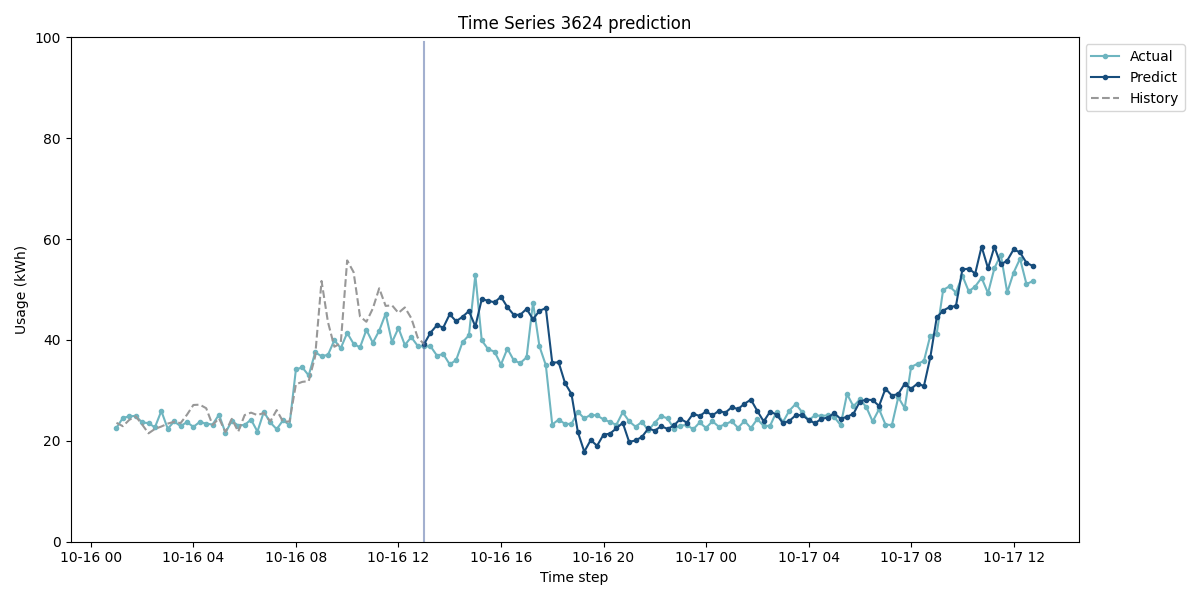 Time Series 3624 prediction
Usage (kWh)
100
80
60
40
20
0
10-16 00
10-16 04
10-16 08
10-16 12
10-16 16
10-16 20
10-17 00
10-17 04
10-17 08
10-17 12
Time step
Actual
Predict
History